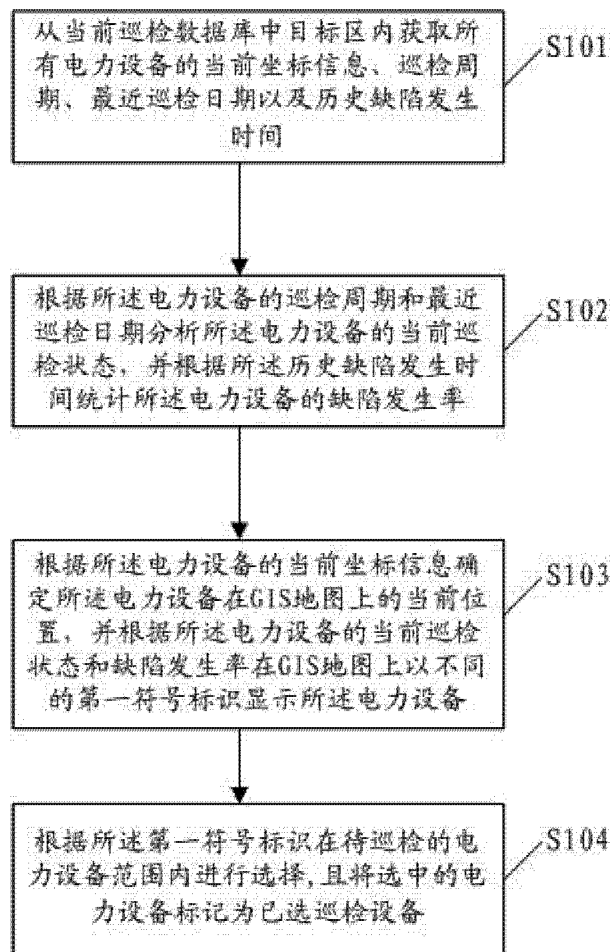 从当前巡检数据库中目标区内获取所
有电力设备的当前坐标信息、巡检周
期、最近巡检日期以及历史缺陷发生
时间
S101
根据所述电力设备的巡检周期和最近
巡检日期分析所述电力设备的当前巡
检状态，并根据所述历史缺陷发生时
间统计所述电力设备的缺陷发生率
S102
根据所述电力设备的当前坐标信息确
定所述电力设备在GIS地图上的当前位
置，并根据所述电力设备的当前巡检
状态和缺陷发生率在GIS地图上以不同
的第一符号标识显示所述电力设备
S103
根据所述第一符号标识在待巡检的电
力设备范围内进行选择,且将选中的电
力设备标记为已选巡检设备
S104